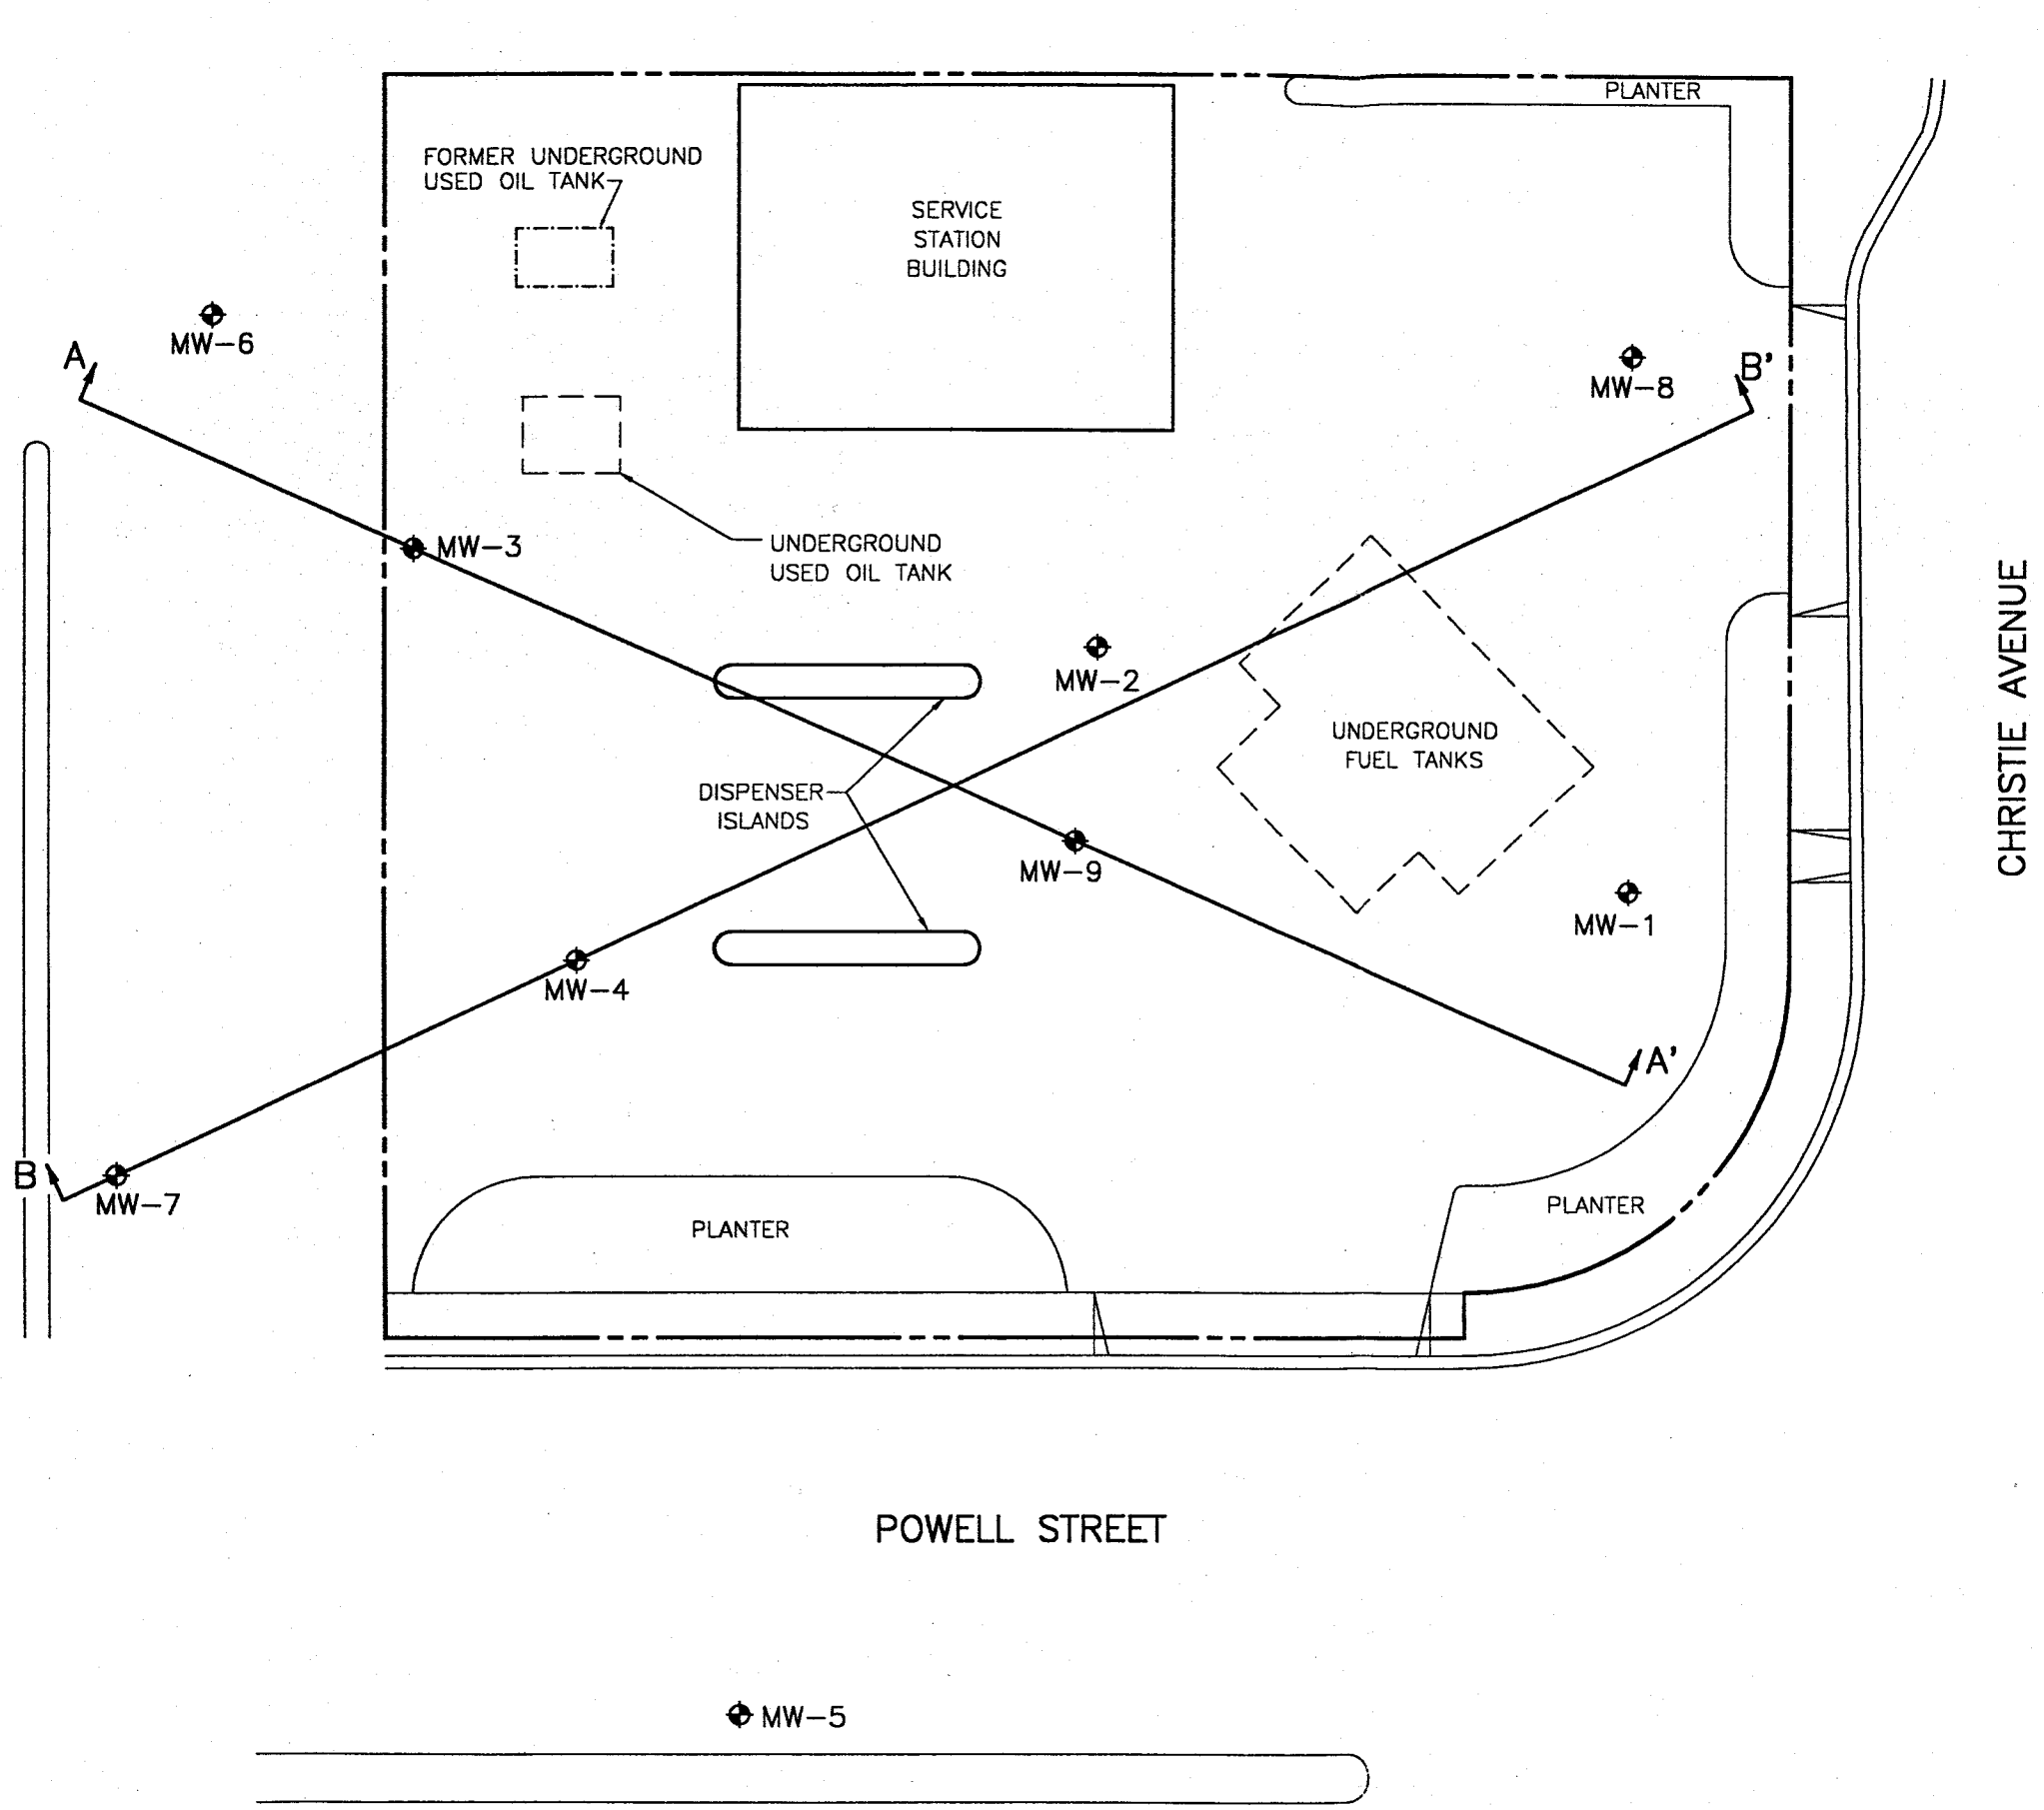 PLANTER
FORMER UNDERGROUND
USED OIL TANK
SERVICE
STATION
BUILDING
MW-6
A
MW-8
B'
MW-3
UNDERGROUND
USED OIL TANK
CHRISTIE AVENUE
MW-2
UNDERGROUND
FUEL TANKS
DISPENSER
ISLANDS
MW-9
MW-1
MW-4
A'
B
MW-7
PLANTER
PLANTER
POWELL STREET
MW-5